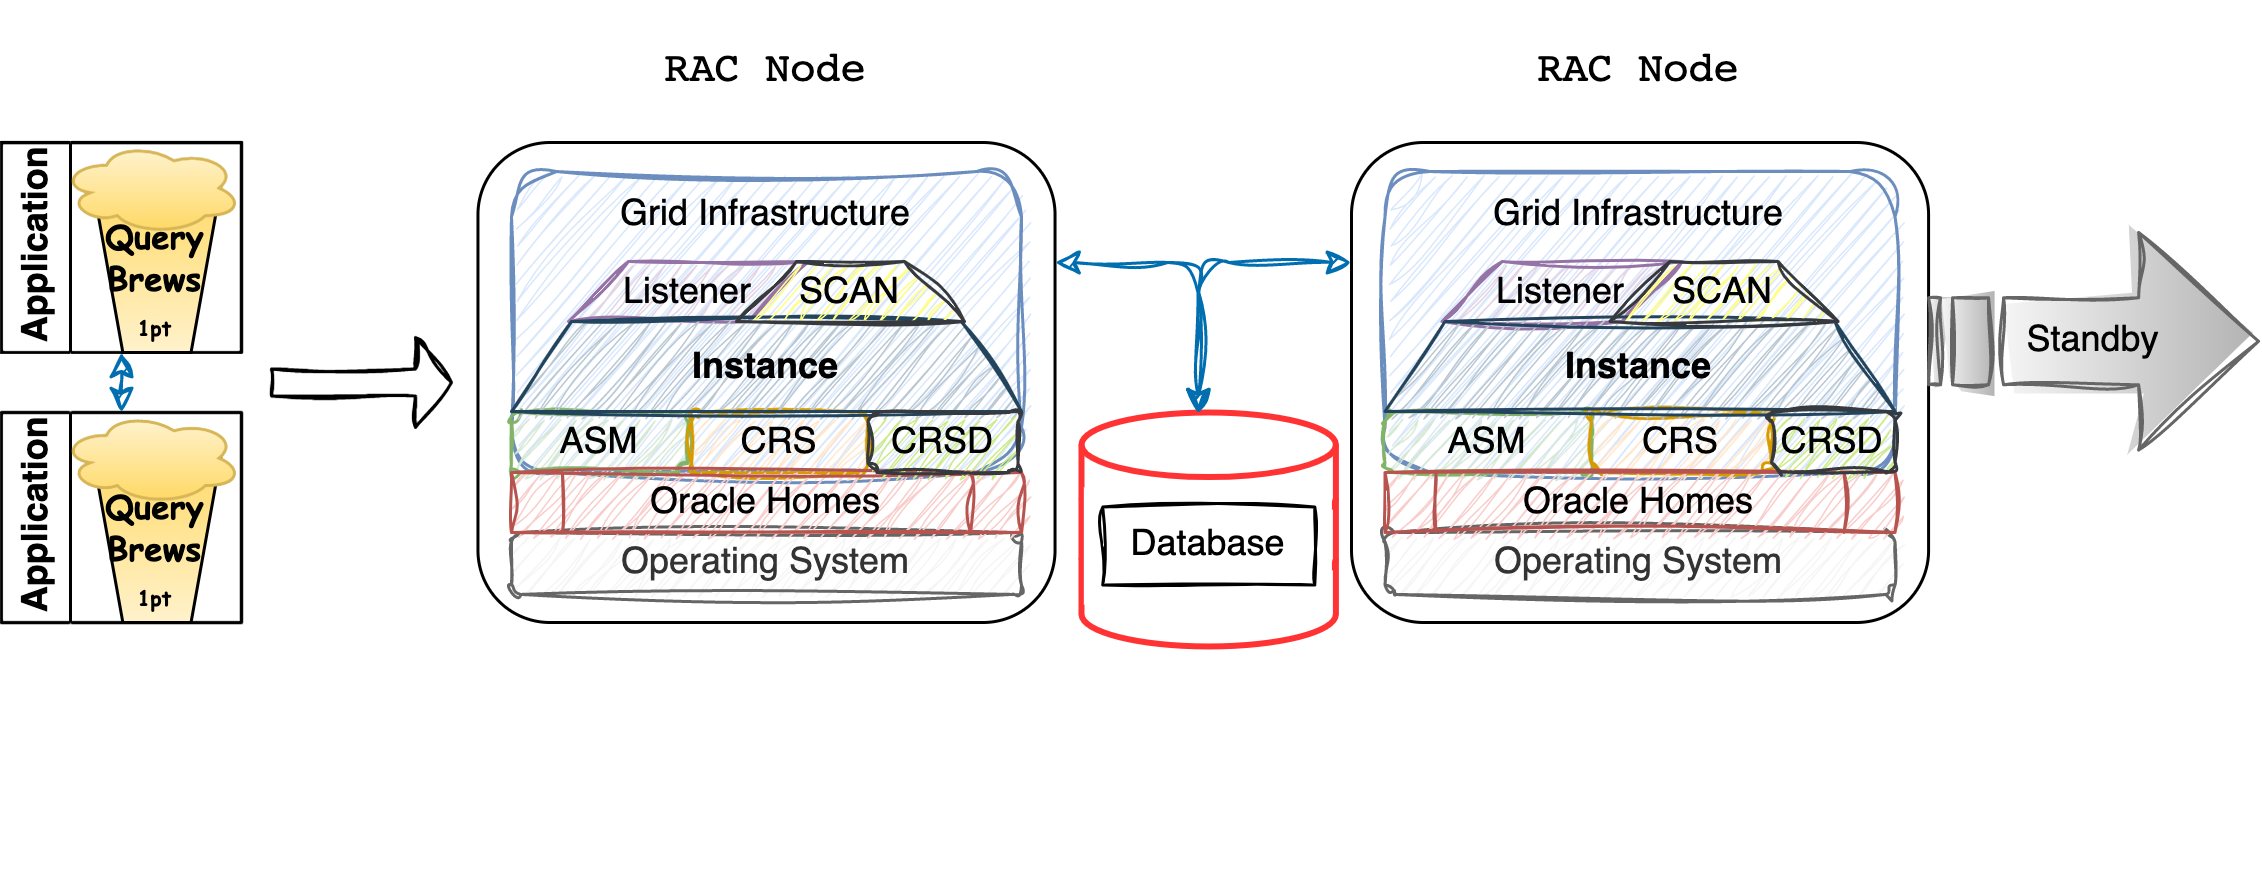 RAC Node
RAC Node
Application
Query
Brews
1pt
Application
Query
Brews
1pt
Grid Infrastructure
Listener
SCAN
Instance
ASM
CRS
CRSD
Oracle Homes
Operating System
Database
Grid Infrastructure
Listener
SCAN
Instance
ASM
CRS
CRSD
Oracle Homes
Operating System
Standby